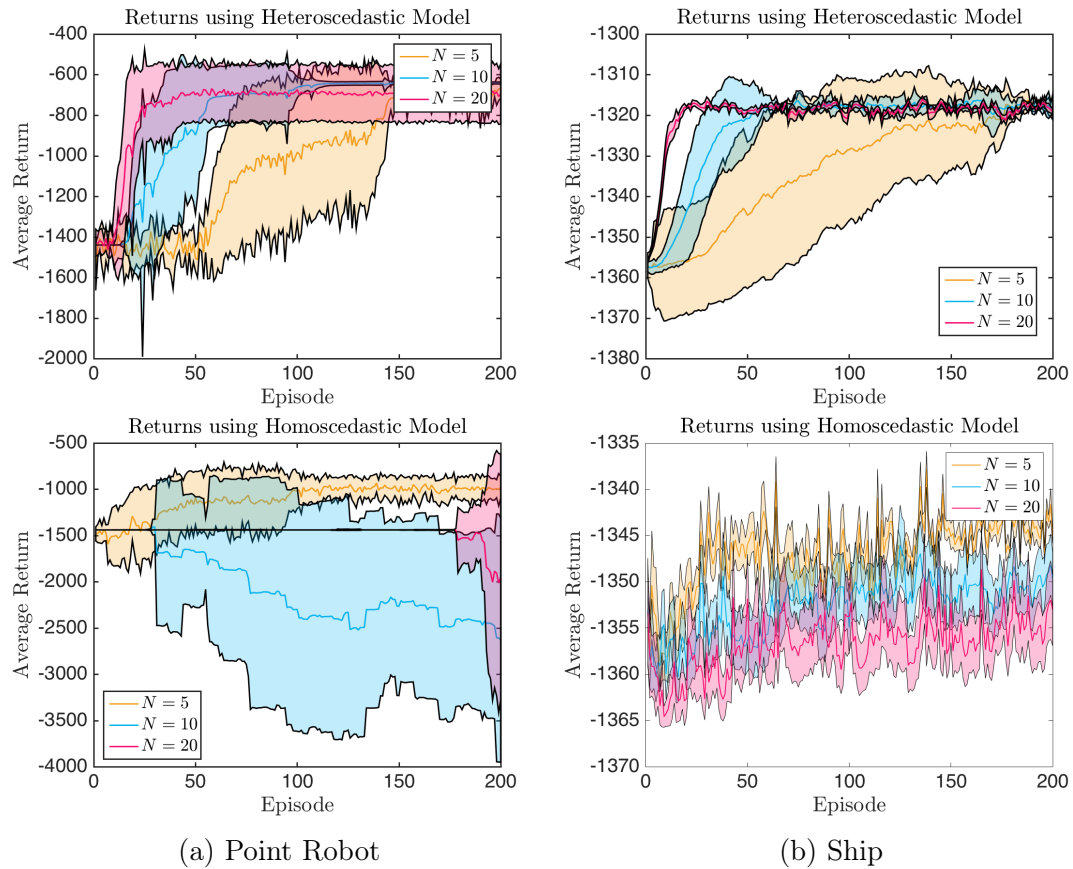 Returns using Heteroscedastic Model
-400
-600
-800
-1000
-1200
-1400
-1600
-1800
-2000
0 50 100 150 200
Average Return
Episode
N = 5
N = 10
N = 20
Returns using Heteroscedastic Model
-1300
-1310
-1320
-1330
-1340
-1350
-1360
-1370
-1380
0 50 100 150 200
Average Return
Episode
N = 5
N = 10
N = 20
Returns using Homoscedastic Model
-500
-1000
-1500
-2000
-2500
-3000
-3500
-4000
0 50 100 150 200
Average Return
Episode
N = 5
N = 10
N = 20
Returns using Homoscedastic Model
-1335
-1340
-1345
-1350
-1355
-1360
-1365
-1370
0 50 100 150 200
Average Return
Episode
N = 5
N = 10
N = 20
(a) Point Robot
(b) Ship